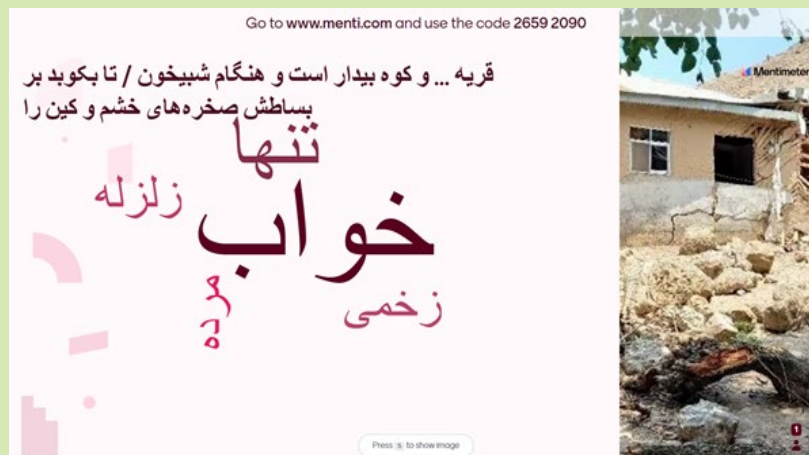 Go to www.menti.com and use the code 2659 2090
Mentimeter
قریه ... و کوه بیدار است و هنگام شبیخون / تا بکوبد بر
بساطش صخره‌های خشم و کین را
تنها
زلزله
خواب
مرده
زخمی
Press s to show image
1